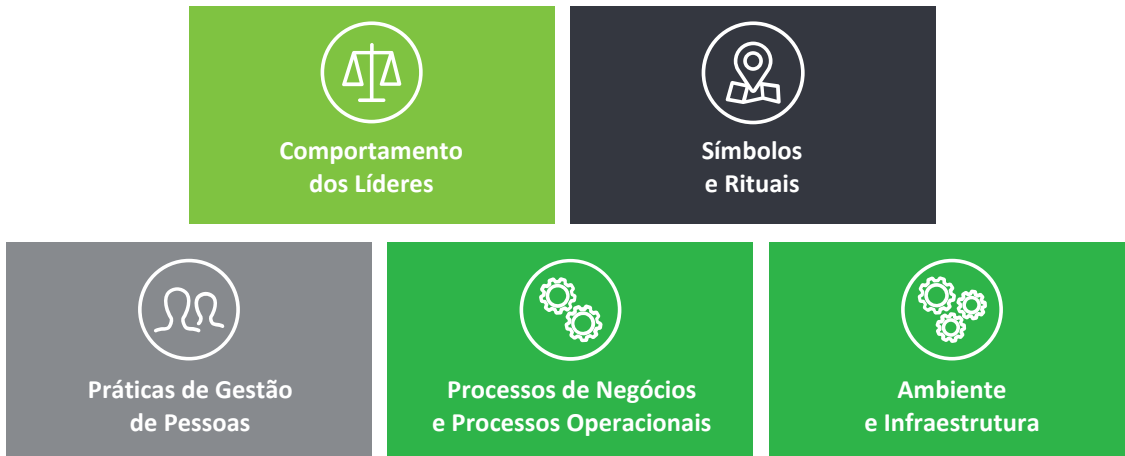 Comportamento
dos Líderes
Símbolos
e Rituais
Práticas de Gestão
de Pessoas
Processos de Negócios
e Processos Operacionais
Ambiente
e Infraestrutura